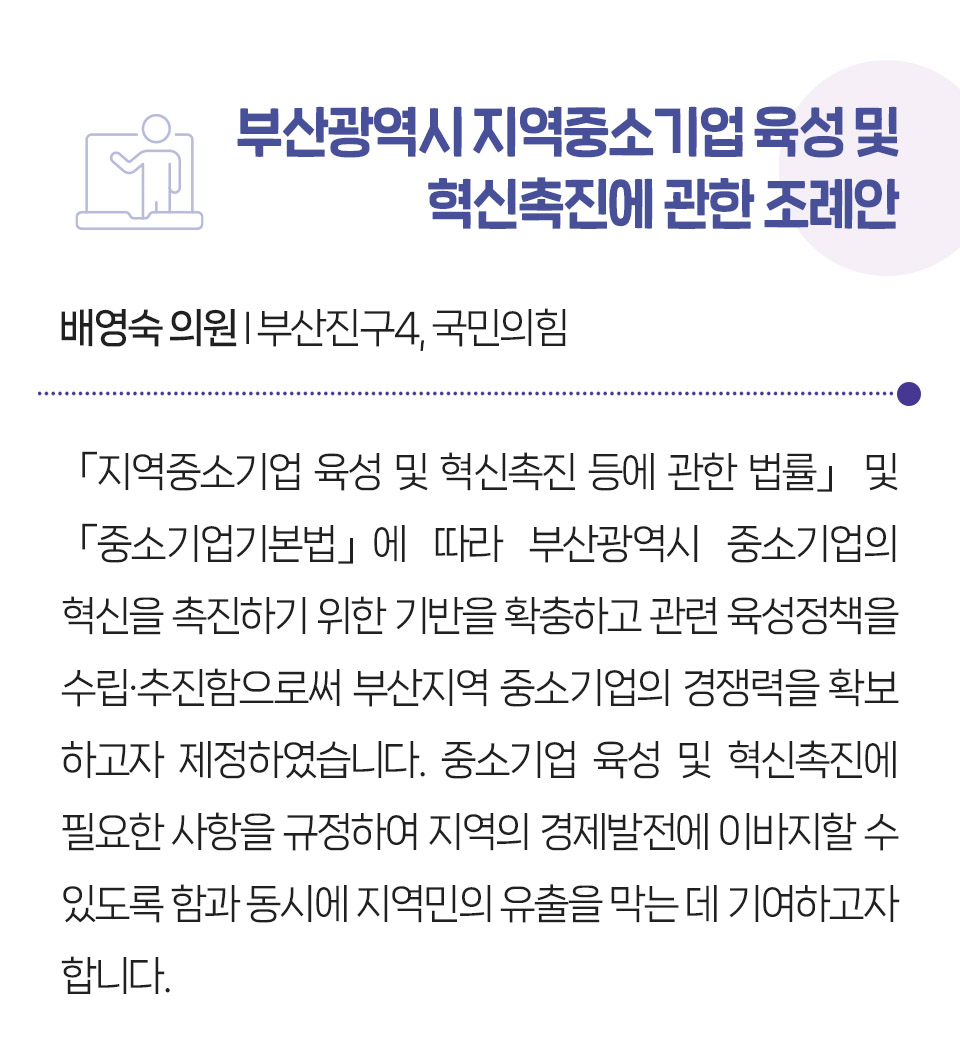 부산광역시 지역중소기업 육성 및
혁신촉진에 관한 조례안
배영숙 의원 | 부산진구4, 국민의힘
「지역중소기업 육성 및 혁신촉진 등에 관한 법률」 및
「중소기업기본법」에 따라 부산광역시 중소기업의
혁신을 촉진하기 위한 기반을 확충하고 관련 육성정책을
수립·추진함으로써 부산지역 중소기업의 경쟁력을 확보
하고자 제정하였습니다. 중소기업 육성 및 혁신촉진에
필요한 사항을 규정하여 지역의 경제발전에 이바지할 수
있도록 함과 동시에 지역민의 유출을 막는 데 기여하고자
합니다.